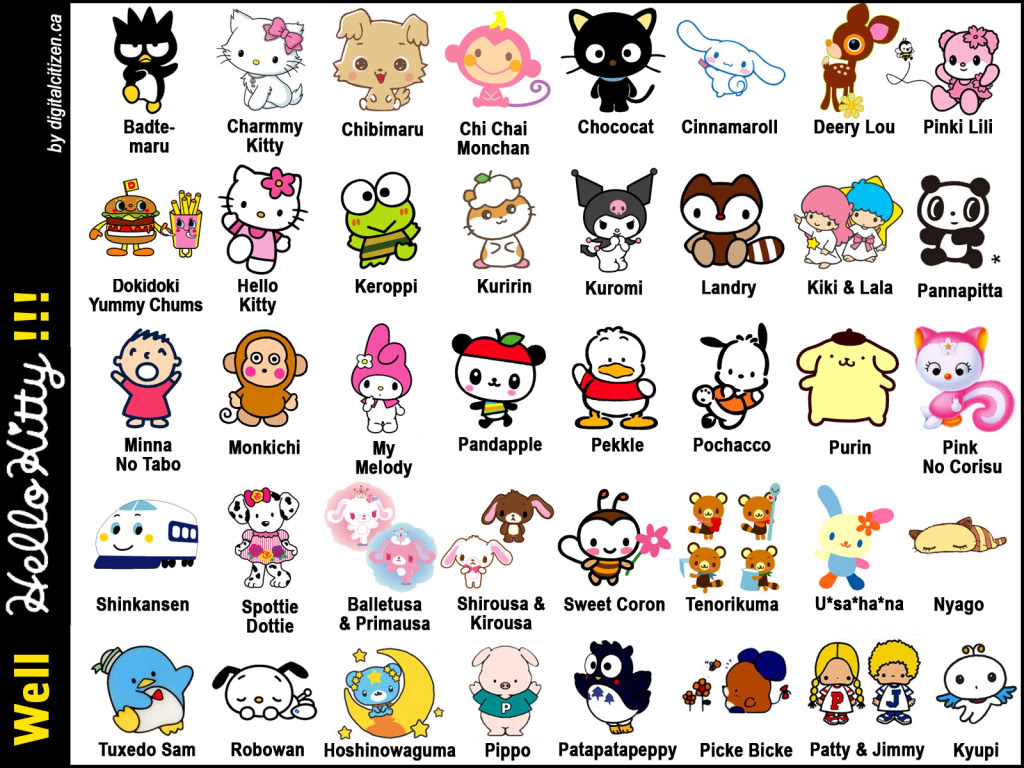 by digitalcitizen.ca
Well Hello Kitty !!!
Badte-
maru
Charmmy
Kitty
Chibimaru
Chi Chai
Monchan
Chococat
Cinnamaroll
Deery Lou
Pinki Lili
D
Dokidoki
Yummy Chums
Hello
Kitty
Keroppi
Kuririn
Kuromi
Landry
Kiki & Lala
*
Pannapitta
Minna
No Tabo
Monkichi
My
Melody
Pandapple
Pekkle
Pochacco
Purin
Pink
No Corisu
Shinkansen
Spottie
Dottie
Balletusa
& Primausa
Shirousa &
Kirousa
Sweet Coron
Tenorikuma
U*sa*ha*na
Nyago
P
P
J
Tuxedo Sam
Robowan
Hoshinowaguma
Pippo
Patapatapeppy
Picke Bicke
Patty & Jimmy
Kyupi